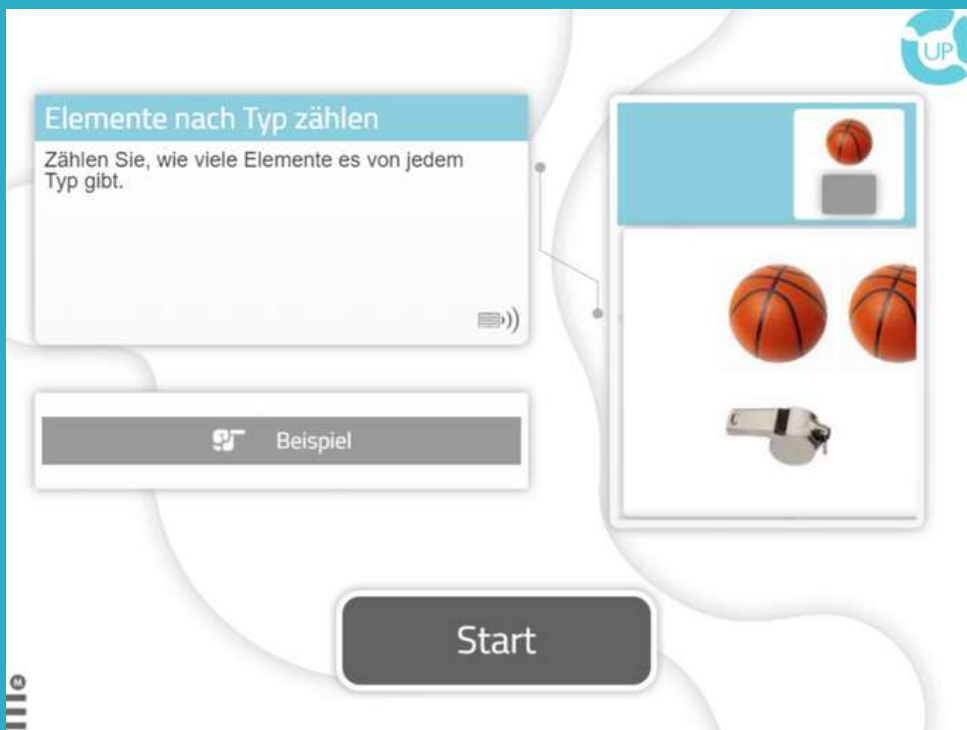 UP
Elemente nach Typ zählen
Zählen Sie, wie viele Elemente es von jedem
Typ gibt.
Beispiel
Start
M